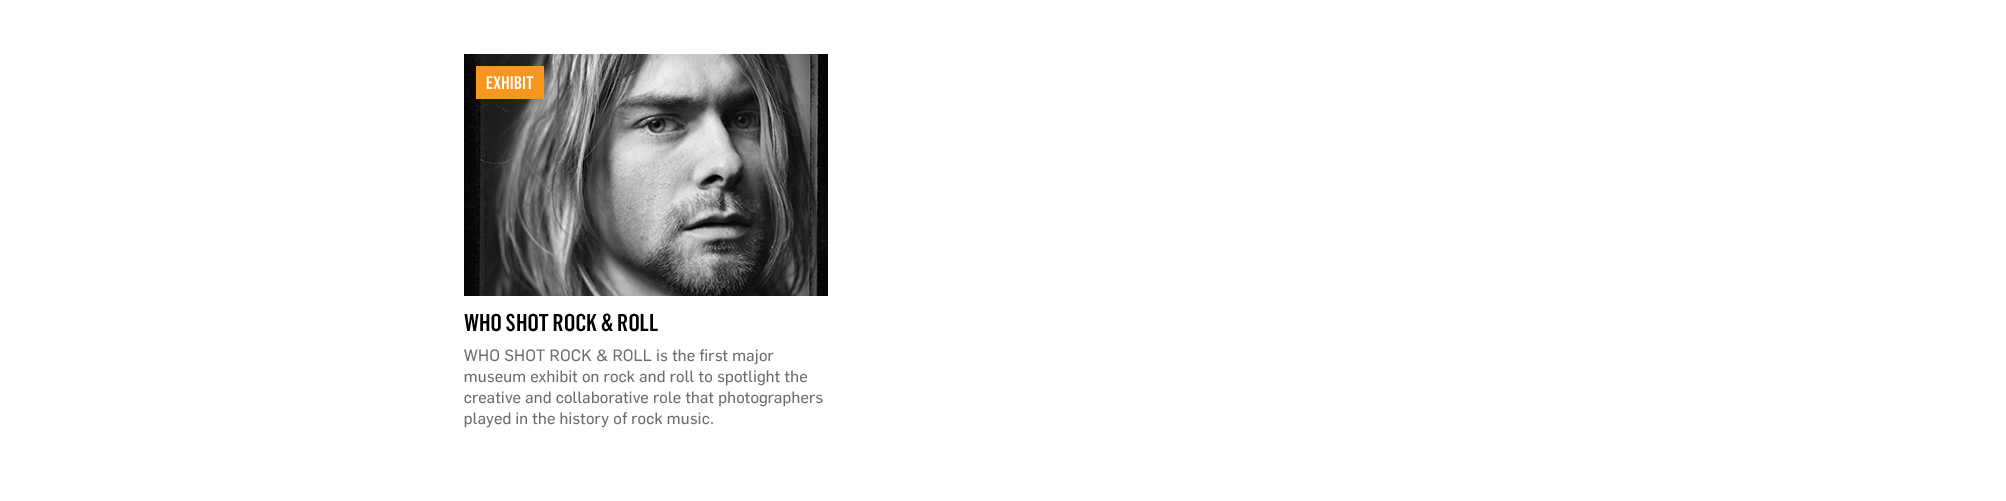 EXHIBIT
WHO SHOT ROCK & ROLL
WHO SHOT ROCK & ROLL is the first major
museum exhibit on rock and roll to spotlight the
creative and collaborative role that photographers
played in the history of rock music.